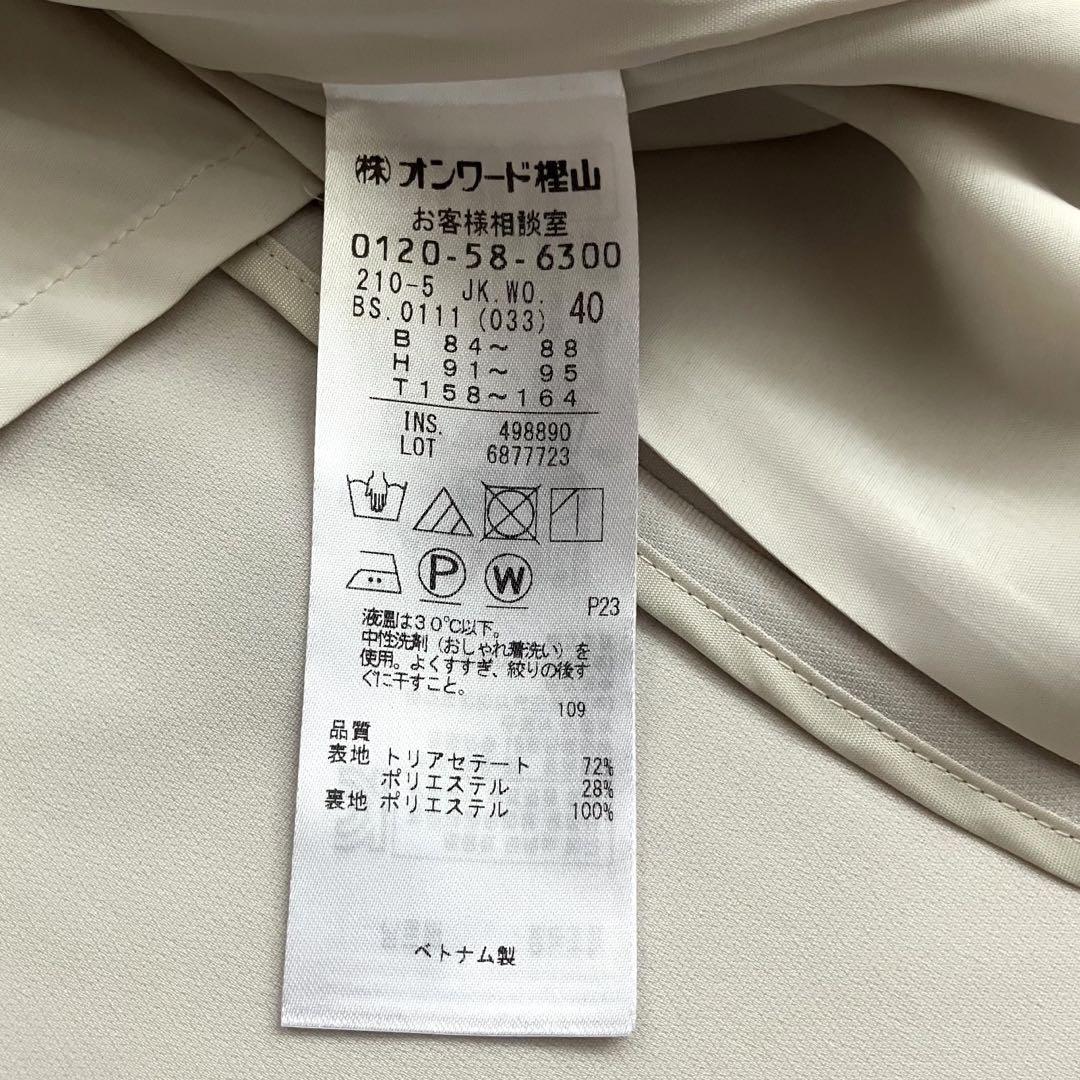 ㈱オンワード樫山
お客様相談室
0120-58-6300
210-5 JK.WO.
BS.0111 (033) 40
B 84～ 88
H 91～ 95
T158～164
INS. 498890
LOT 6877723
P W
P23
液温は30℃以下。
中性洗剤（おしゃれ着洗い）を
使用。よくすすぎ、絞りの後す
ぐに干すこと。
109
品質
表地 トリアセテート 72%
ポリエステル 28%
裏地 ポリエステル 100%
ベトナム製